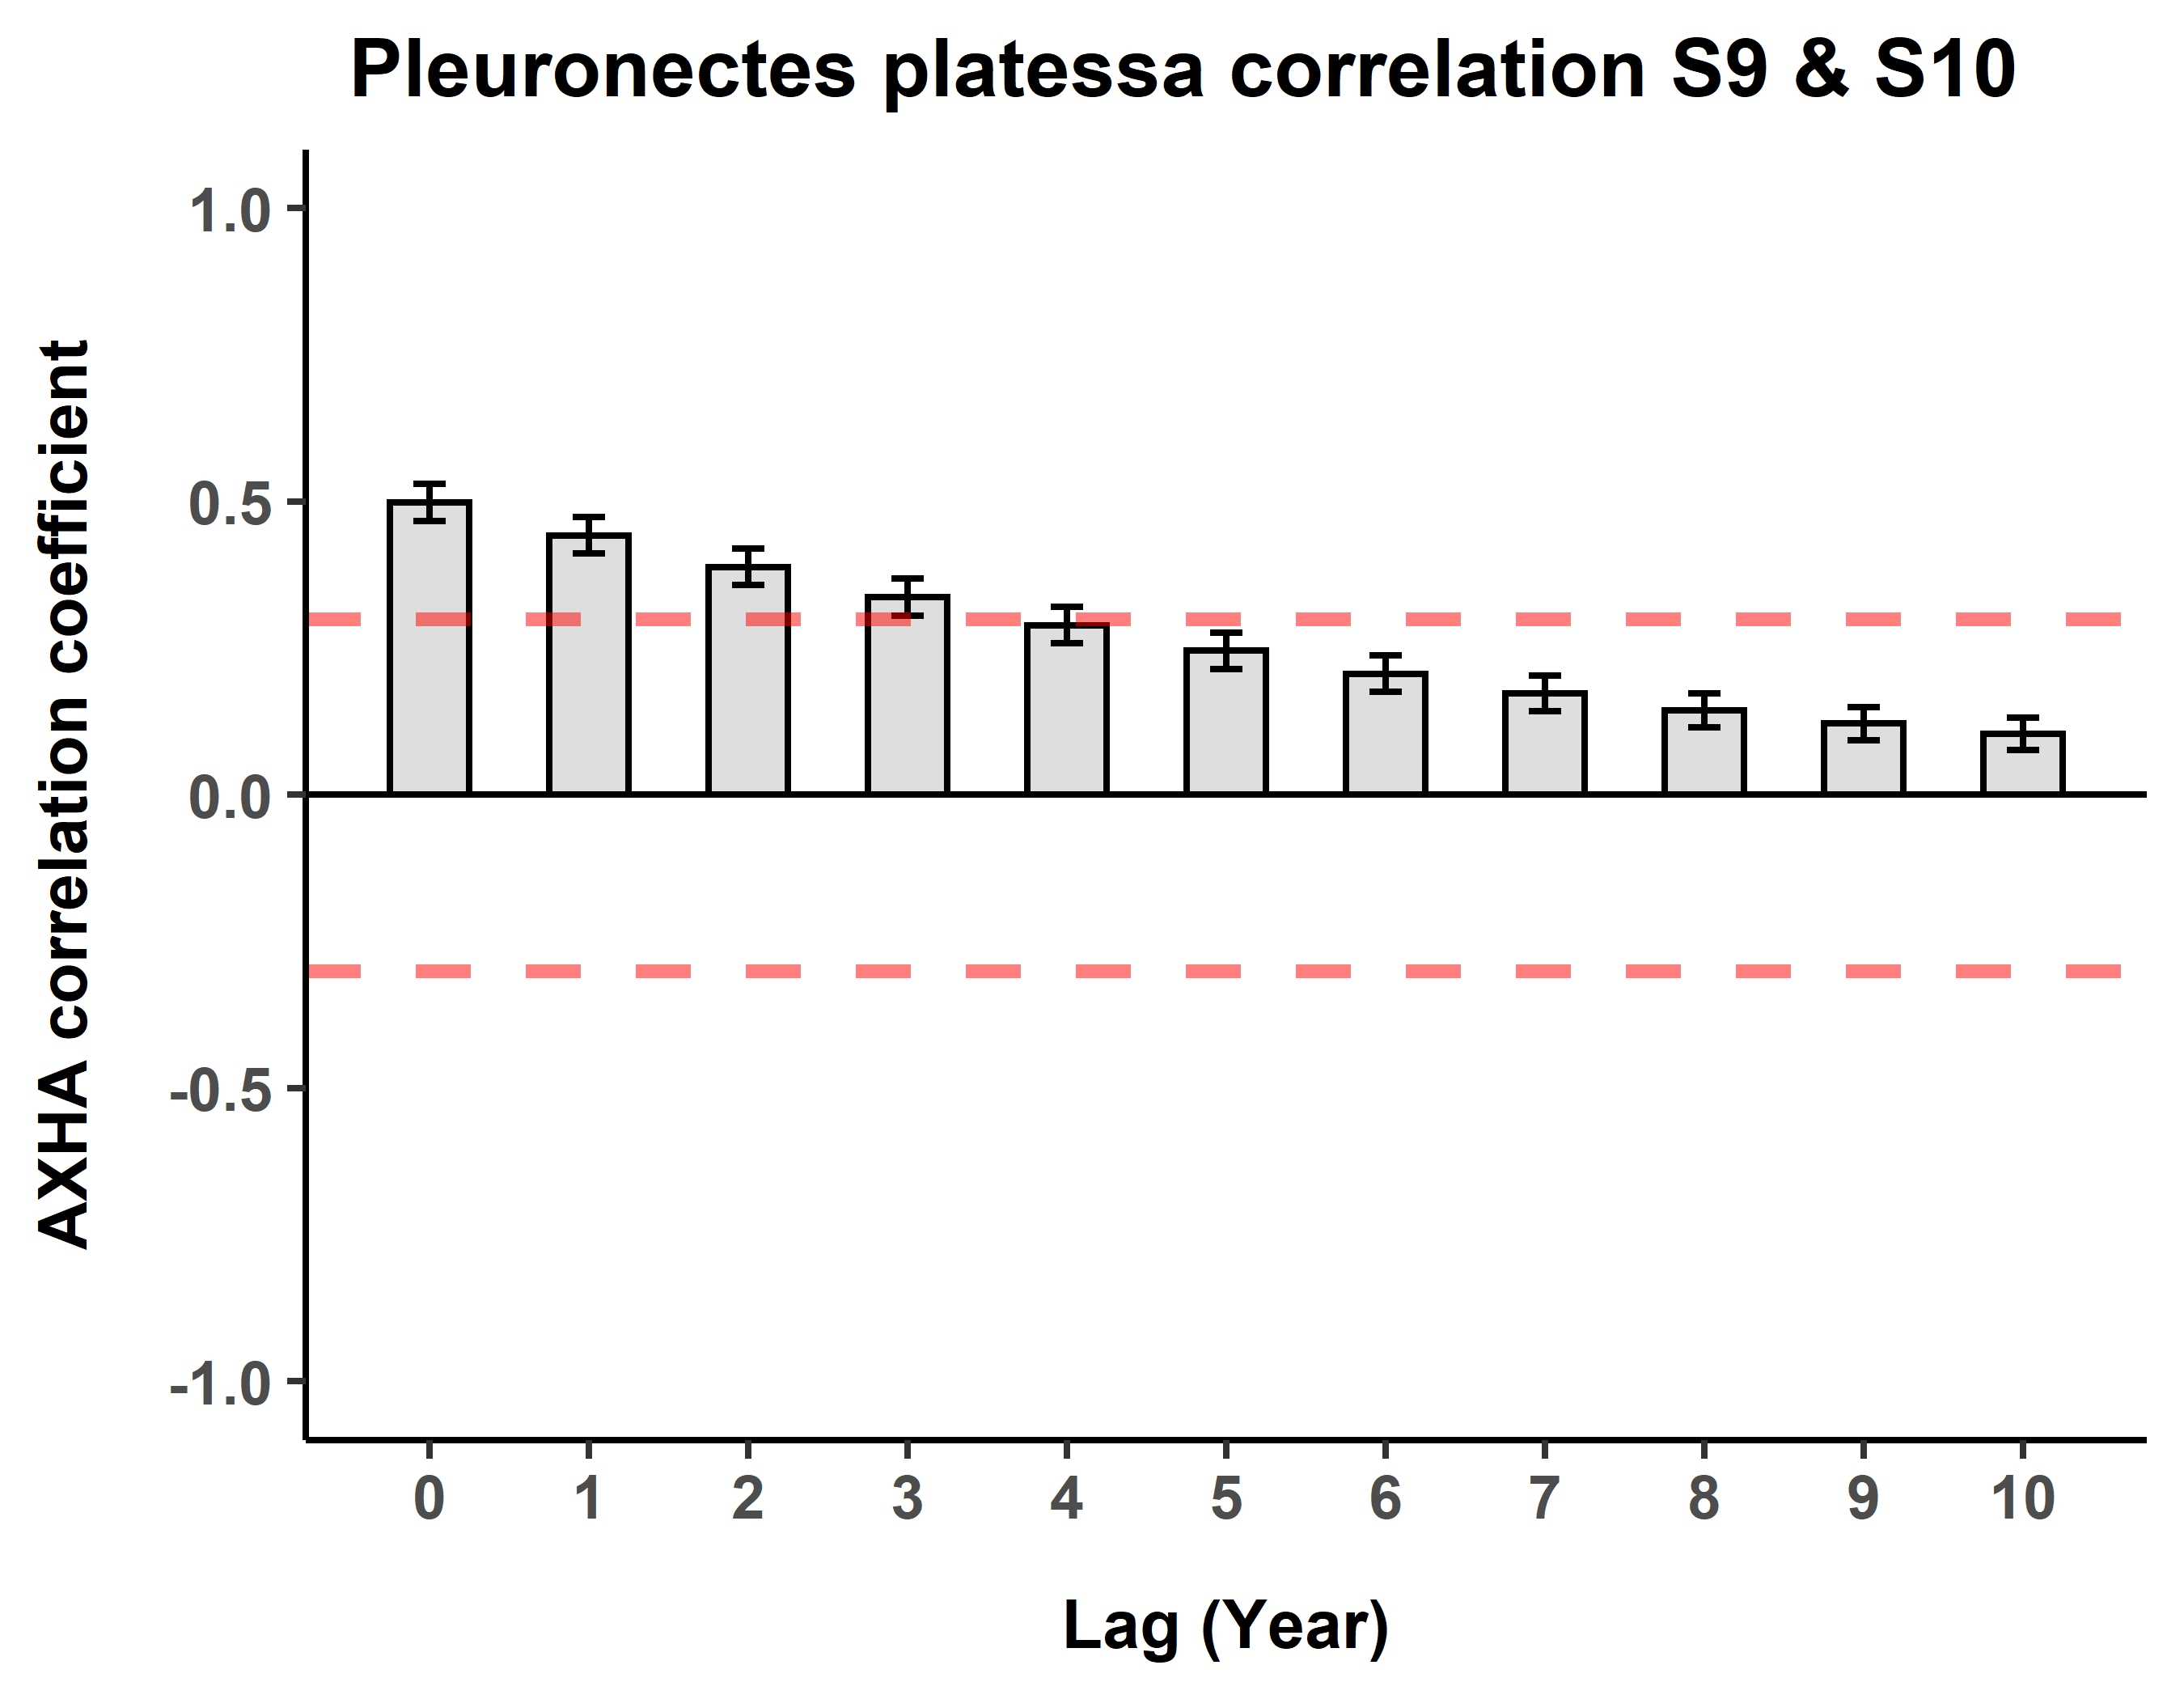 Pleuronectes platessa correlation S9 & S10
AXHA correlation coefficient
1.0
0.5
0.0
-0.5
-1.0
0 1 2 3 4 5 6 7 8 9 10
Lag (Year)